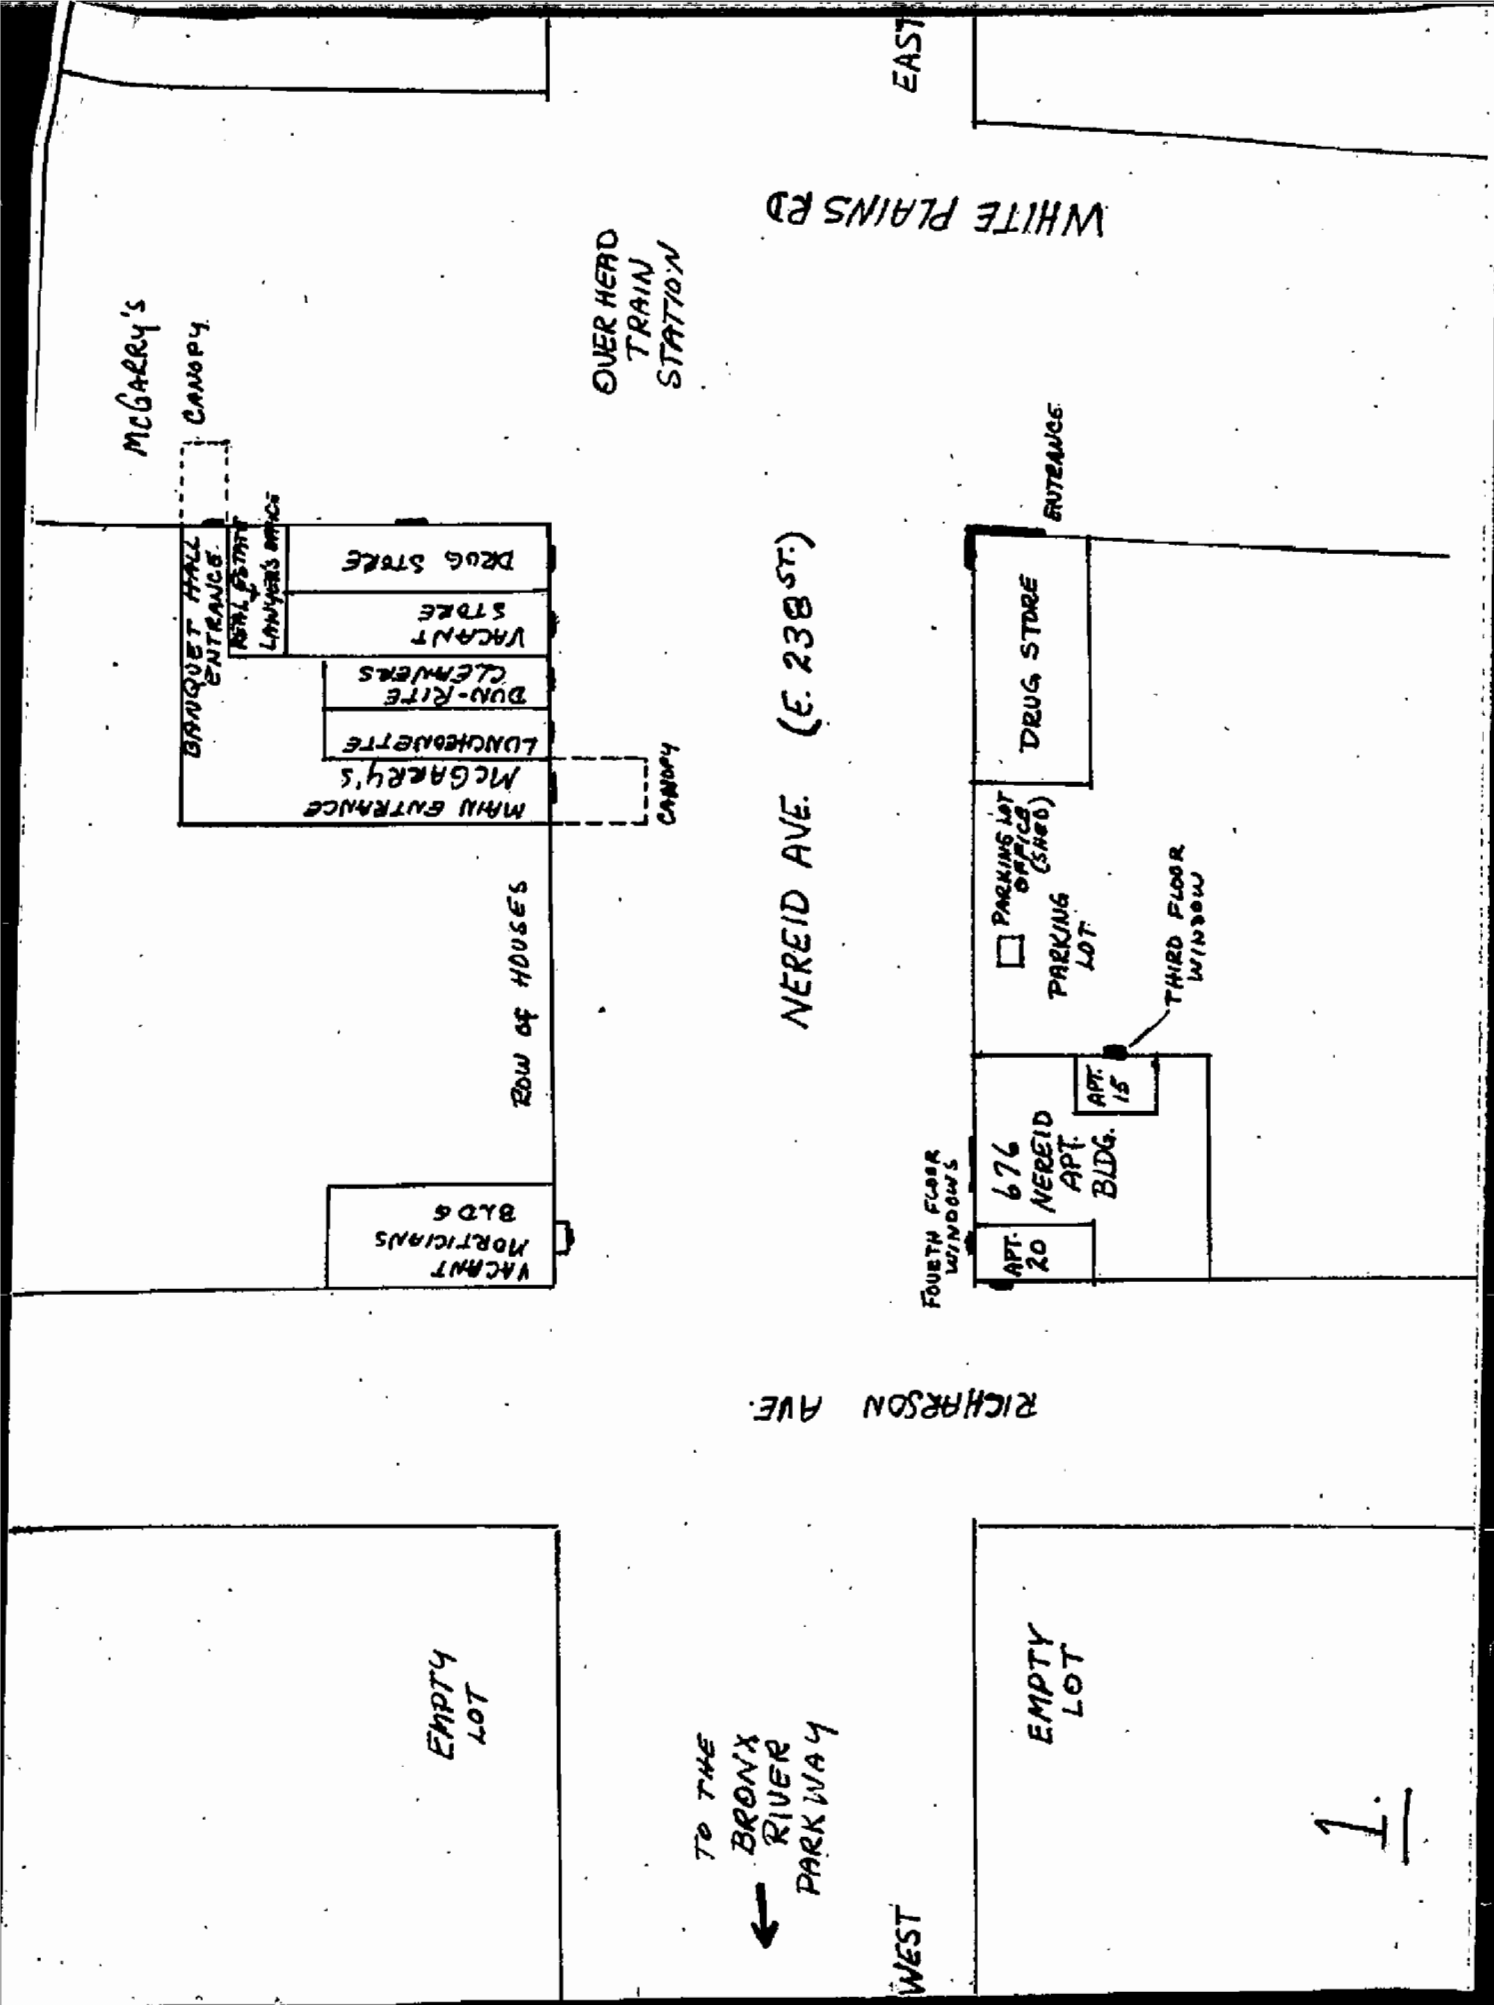 McGARRY'S
CANOPY.
BANQUET HALL
ENTRANCE.
REAL ESTATE
+
LAWYER'S OFFICE
DRUG STORE
VACANT
STORE
DUN-RITE
CLEANERS
LUNCHEONETTE
MAIN ENTRANCE
McGARRY'S
CANOPY
ROW OF HOUSES
VACANT
MORTICIANS
BLDG
EMPTY
LOT
OVER HEAD
TRAIN
STATION
WHITE PLAINS RD
EAST
NEREID AVE. (E. 238 ST.)
RICHARSON AVE.
TO THE
BRONX
RIVER
PARKWAY
WEST
ENTRANCE
DRUG STORE
PARKING LOT
OFFICE
(SHED)
PARKING
LOT
THIRD FLOOR
WINDOW
APT.
15
676
NEREID
APT.
BLDG.
FOURTH FLOOR
WINDOWS
APT.
20
EMPTY
LOT
1.